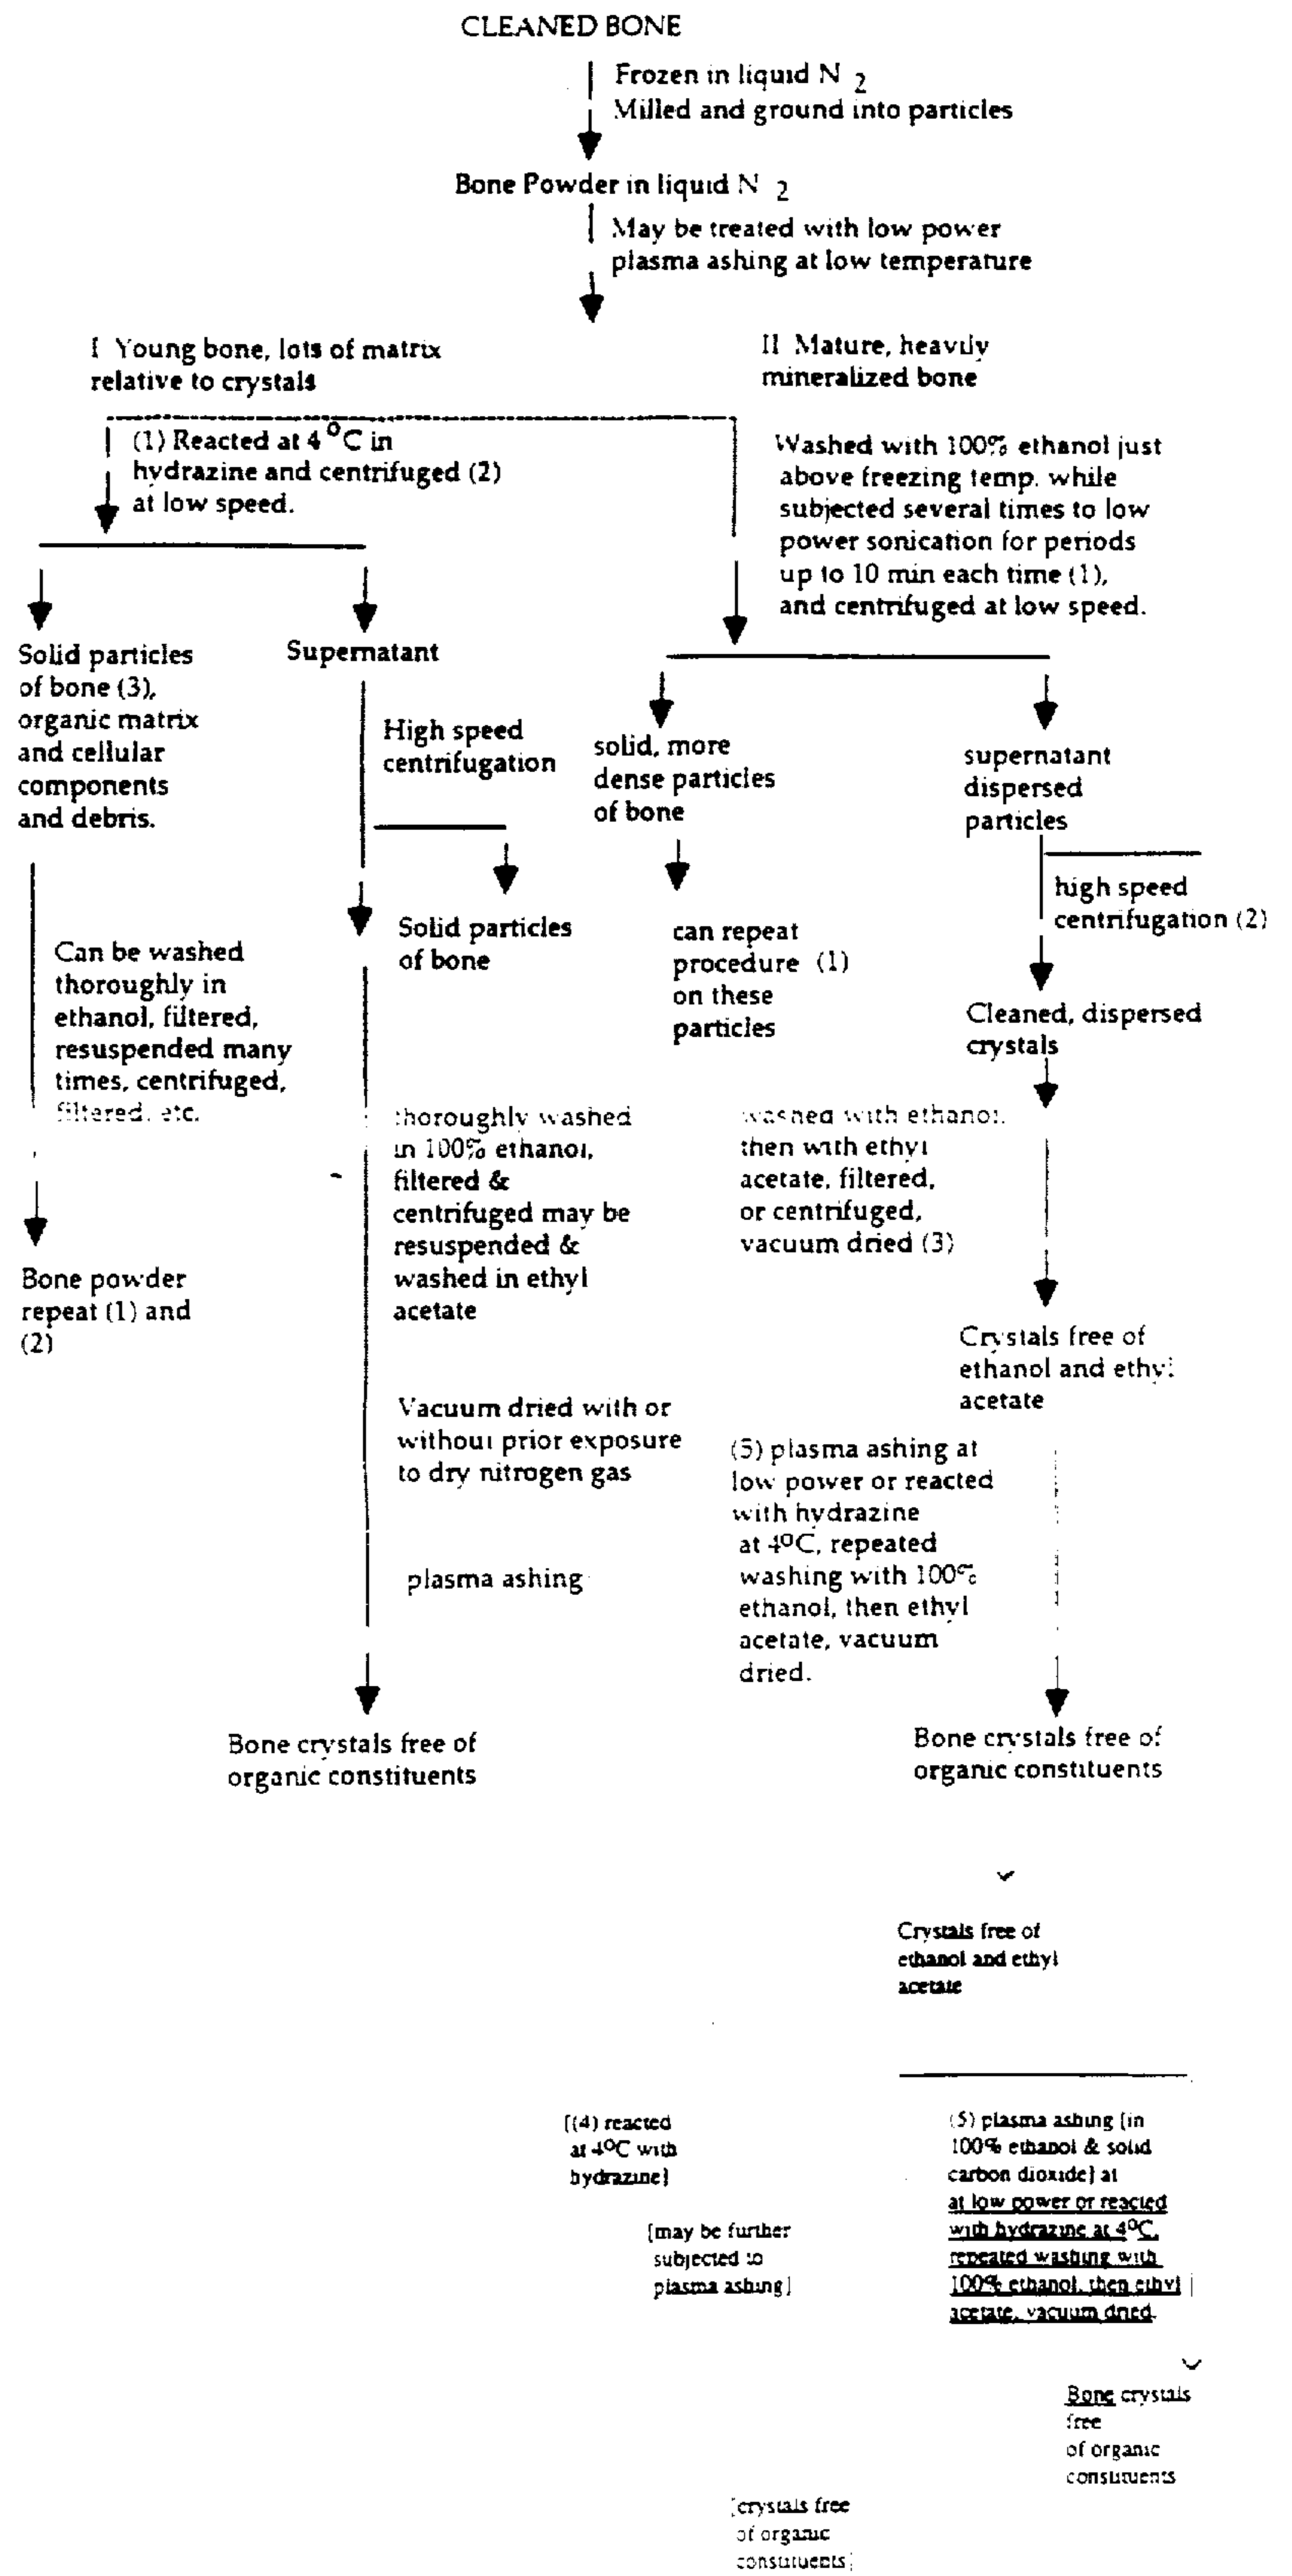 CLEANED BONE
Frozen in liquid N 2
Milled and ground into particles
Bone Powder in liquid N 2
May be treated with low power
plasma ashing at low temperature
I Young bone, lots of matrix
relative to crystals
II Mature, heavily
mineralized bone
(1) Reacted at 4 °C in
hydrazine and centrifuged (2)
at low speed.
Washed with 100% ethanol just
above freezing temp. while
subjected several times to low
power sonication for periods
up to 10 min each time (1),
and centrifuged at low speed.
Solid particles
of bone (3),
organic matrix
and cellular
components
and debris.
Supernatant
High speed
centrifugation
solid, more
dense particles
of bone
supernatant
dispersed
particles
high speed
centrifugation (2)
Solid particles
of bone
can repeat
procedure (1)
on these
particles
Cleaned, dispersed
crystals
Can be washed
thoroughly in
ethanol, filtered,
resuspended many
times, centrifuged,
filtered, etc.
thoroughly washed
in 100% ethanol,
filtered &
centrifuged may be
resuspended &
washed in ethyl
acetate
washed with ethanol,
then with ethyl
acetate, filtered,
or centrifuged,
vacuum dried (3)
Bone powder
repeat (1) and
(2)
Crystals free of
ethanol and ethyl
acetate
Vacuum dried with or
without prior exposure
to dry nitrogen gas
plasma ashing
(5) plasma ashing at
low power or reacted
with hydrazine
at 4°C, repeated
washing with 100%
ethanol, then ethyl
acetate, vacuum
dried.
Bone crystals free of
organic constituents
Bone crystals free of
organic constituents
Crystals free of
ethanol and ethyl
acetate
[(4) reacted
at 4°C with
hydrazine]
[may be further
subjected to
plasma ashing]
(5) plasma ashing [in
100% ethanol & solid
carbon dioxide] at
at low power or reacted
with hydrazine at 4°C,
repeated washing with
100% ethanol, then ethyl
acetate, vacuum dried.
Bone crystals
free
of organic
constituents
[crystals free
of organic
constituents]